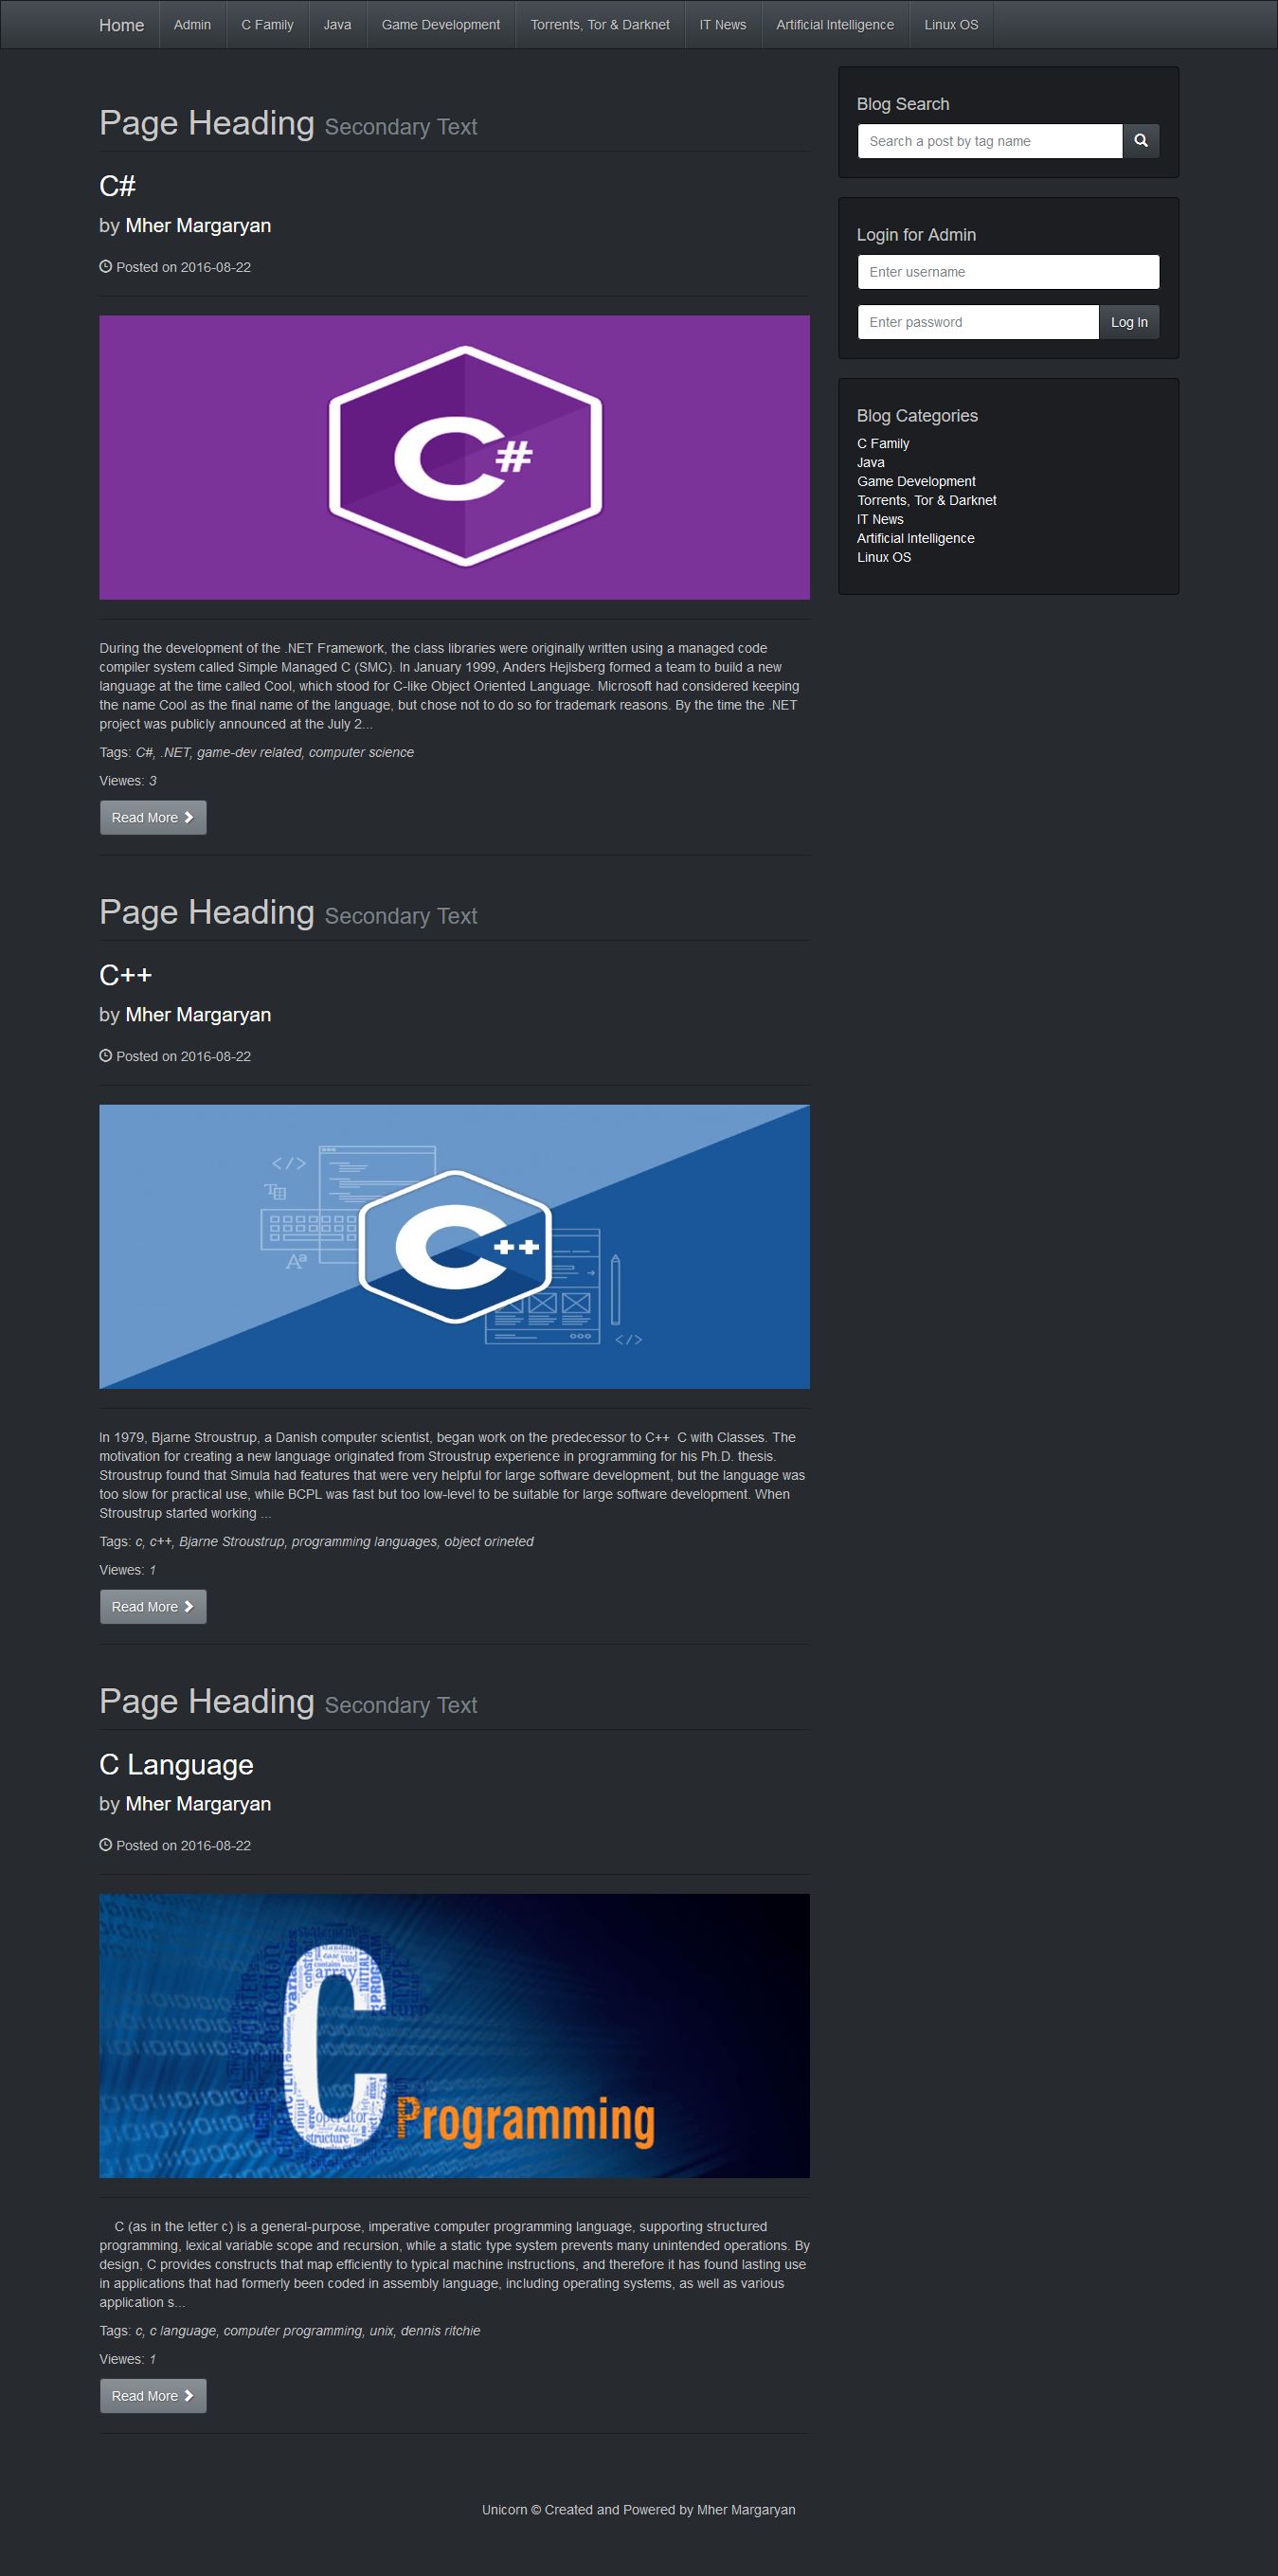 Home Admin C Family Java Game Development Torrents, Tor & Darknet IT News Artificial Intelligence Linux OS
Page Heading Secondary Text
C#
by Mher Margaryan
Posted on 2016-08-22
C#
During the development of the .NET Framework, the class libraries were originally written using a managed code
compiler system called Simple Managed C (SMC). In January 1999, Anders Hejlsberg formed a team to build a new
language at the time called Cool, which stood for C-like Object Oriented Language. Microsoft had considered keeping
the name Cool as the final name of the language, but chose not to do so for trademark reasons. By the time the .NET
project was publicly announced at the July 2...
Tags: C#, .NET, game-dev related, computer science
Viewes: 3
Read More
Page Heading Secondary Text
C++
by Mher Margaryan
Posted on 2016-08-22
</>
T
Aa
C++
</>
In 1979, Bjarne Stroustrup, a Danish computer scientist, began work on the predecessor to C++  C with Classes. The
motivation for creating a new language originated from Stroustrup experience in programming for his Ph.D. thesis.
Stroustrup found that Simula had features that were very helpful for large software development, but the language was
too slow for practical use, while BCPL was fast but too low-level to be suitable for large software development. When
Stroustrup started working ...
Tags: c, c++, Bjarne Stroustrup, programming languages, object orineted
Viewes: 1
Read More
Page Heading Secondary Text
C Language
by Mher Margaryan
Posted on 2016-08-22
array
return
C
operator
structure
Programming
C (as in the letter c) is a general-purpose, imperative computer programming language, supporting structured
programming, lexical variable scope and recursion, while a static type system prevents many unintended operations. By
design, C provides constructs that map efficiently to typical machine instructions, and therefore it has found lasting use
in applications that had formerly been coded in assembly language, including operating systems, as well as various
application s...
Tags: c, c language, computer programming, unix, dennis ritchie
Viewes: 1
Read More
Blog Search
Search a post by tag name
Login for Admin
Enter username
Enter password Log In
Blog Categories
C Family
Java
Game Development
Torrents, Tor & Darknet
IT News
Artificial Intelligence
Linux OS
Unicorn © Created and Powered by Mher Margaryan